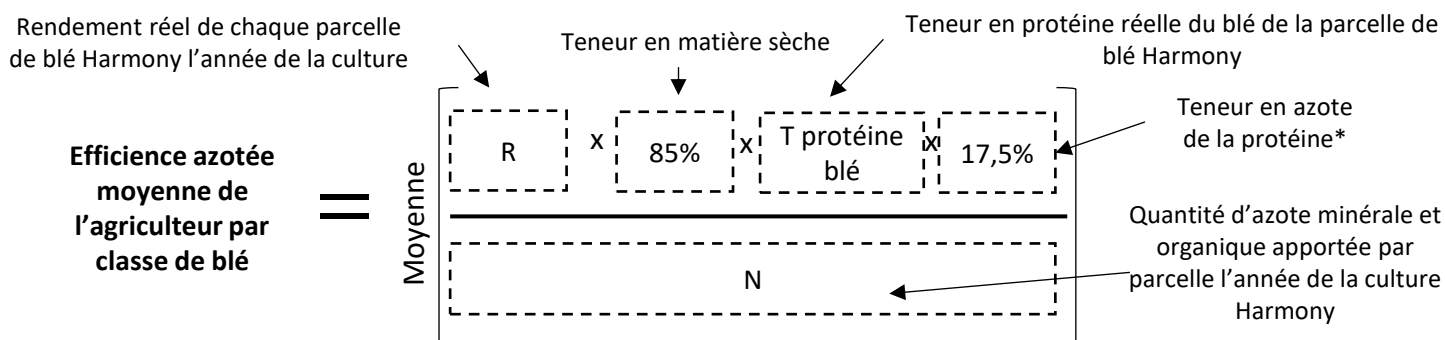 Rendement réel de chaque parcelle
de blé Harmony l’année de la culture
Teneur en matière sèche
Teneur en protéine réelle du blé de la parcelle de
blé Harmony
Teneur en azote
de la protéine*
Efficience azotée
moyenne de
l’agriculteur par
classe de blé
=
Moyenne
R x 85% x T protéine x 17,5%
blé
N
Quantité d’azote minérale et
organique apportée par
parcelle l’année de la culture
Harmony